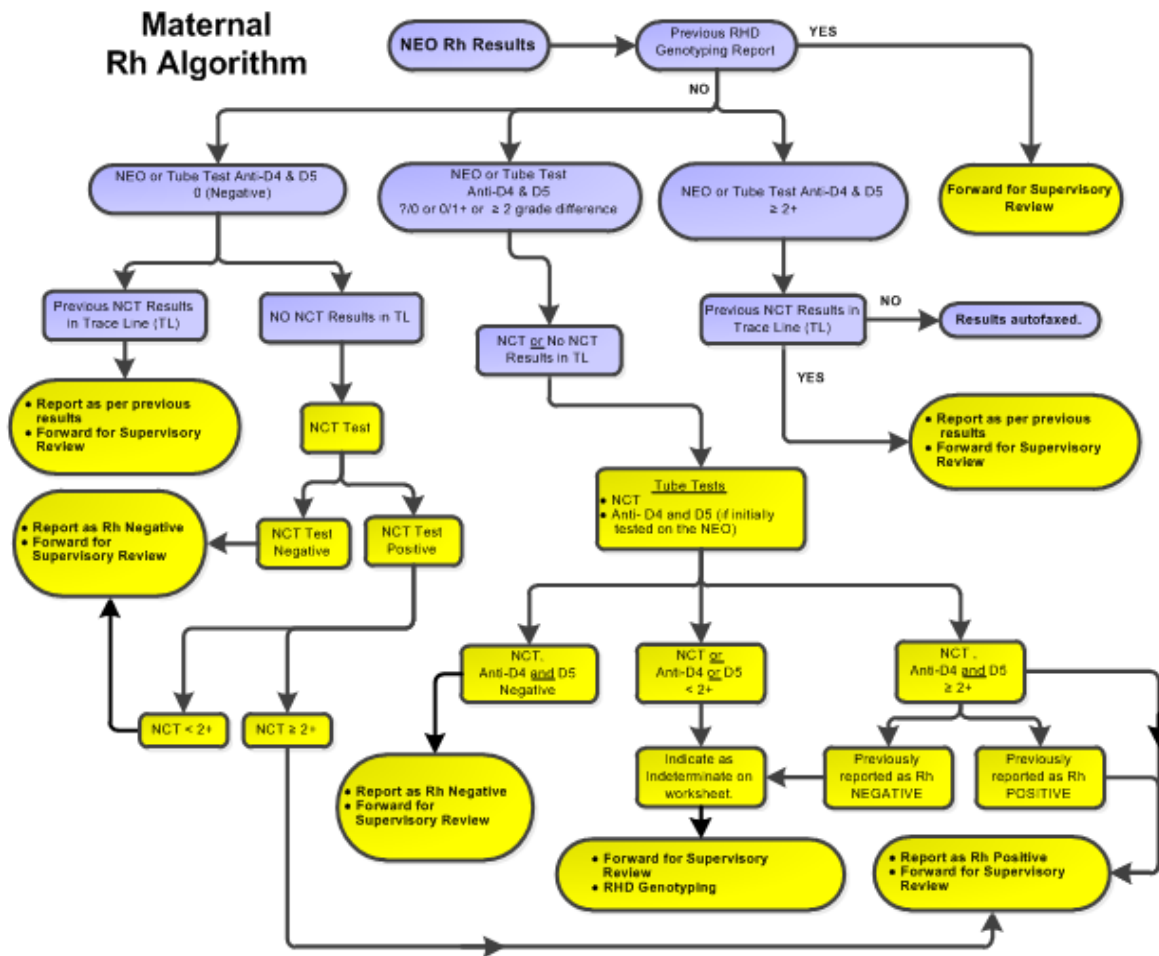 Maternal
Rh Algorithm
NEO Rh Results
Previous RHD
Genotyping Report
YES
NO
NEO or Tube Test Anti-D4 & D5
0 (Negative)
NEO or Tube Test
Anti-D4 & D5
?/0 or 0/1+ or ≥ 2 grade difference
NEO or Tube Test Anti-D4 & D5
≥ 2+
Forward for Supervisory
Review
Previous NCT Results
in Trace Line (TL)
NO NCT Results in TL
NCT or No NCT
Results in TL
Previous NCT Results in
Trace Line (TL)
NO
Results autofaxed.
YES
● Report as per previous
results
● Forward for Supervisory
Review
NCT Test
● Report as per previous
results
● Forward for Supervisory
Review
Tube Tests
● NCT
● Anti- D4 and D5 (if initially
tested on the NEO)
● Report as Rh Negative
● Forward for
Supervisory Review
NCT Test
Negative
NCT Test
Positive
NCT,
Anti-D4 and D5
Negative
NCT or
Anti-D4 or D5
< 2+
NCT ,
Anti-D4 and D5
≥ 2+
NCT < 2+
NCT ≥ 2+
● Report as Rh Negative
● Forward for
Supervisory Review
Indicate as
Indeterminate on
worksheet.
Previously
reported as Rh
NEGATIVE
Previously
reported as Rh
POSITIVE
● Forward for Supervisory
Review
● RHD Genotyping
● Report as Rh Positive
● Forward for Supervisory
Review